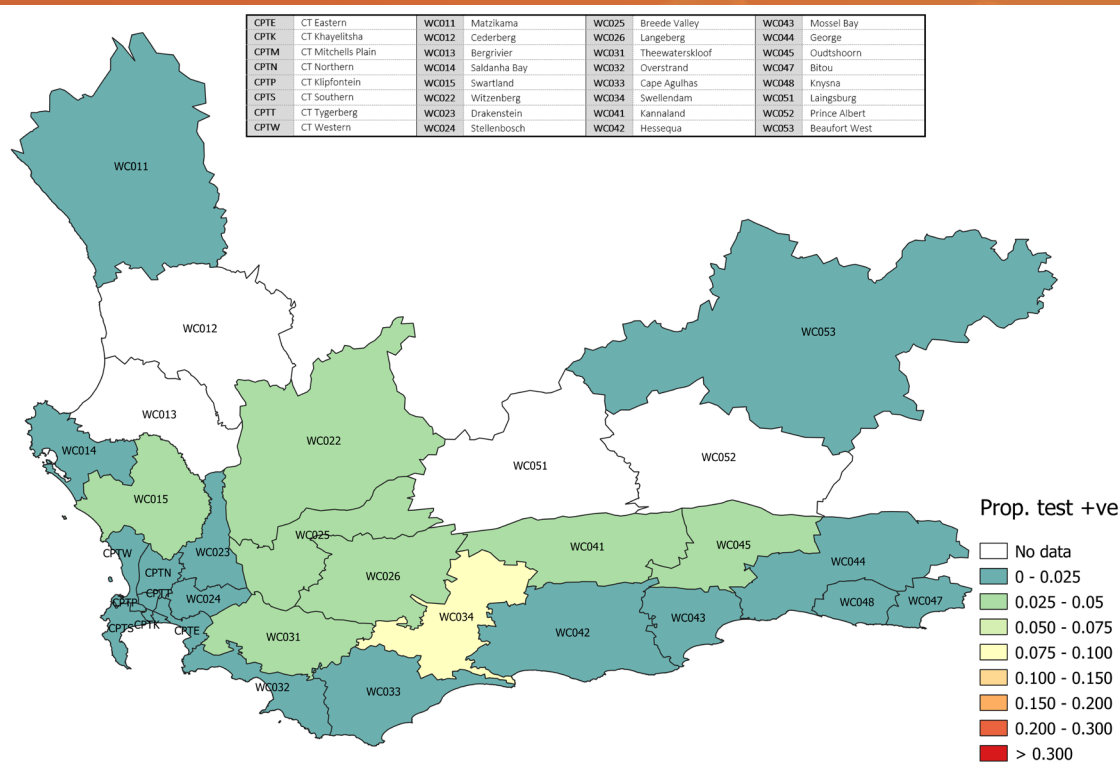 CPTE CT Eastern WC011 Matzikama WC025 Breede Valley WC043 Mossel Bay
CPTK CT Khayelitsha WC012 Cederberg WC026 Langeberg WC044 George
CPTM CT Mitchells Plain WC013 Bergrivier WC031 Theewaterskloof WC045 Oudtshoorn
CPTN CT Northern WC014 Saldanha Bay WC032 Overstrand WC047 Bitou
CPTP CT Klipfontein WC015 Swartland WC033 Cape Agulhas WC048 Knysna
CPTS CT Southern WC022 Witzenberg WC034 Swellendam WC051 Laingsburg
CPTT CT Tygerberg WC023 Drakenstein WC041 Kannaland WC052 Prince Albert
CPTW CT Western WC024 Stellenbosch WC042 Hessequa WC053 Beaufort West
WC011
WC012
WC053
WC013
WC022
WC014
WC051
WC052
WC015
WC025
WC023
CPTW
WC041
WC045
WC044
CPTN
WC026
CPTT
WC024
CPTP
WC048
WC047
WC034
WC043
CPTS
CPTK
CPTE
WC031
WC042
WC032
WC033
Prop. test +ve
No data
0 - 0.025
0.025 - 0.05
0.050 - 0.075
0.075 - 0.100
0.100 - 0.150
0.150 - 0.200
0.200 - 0.300
> 0.300